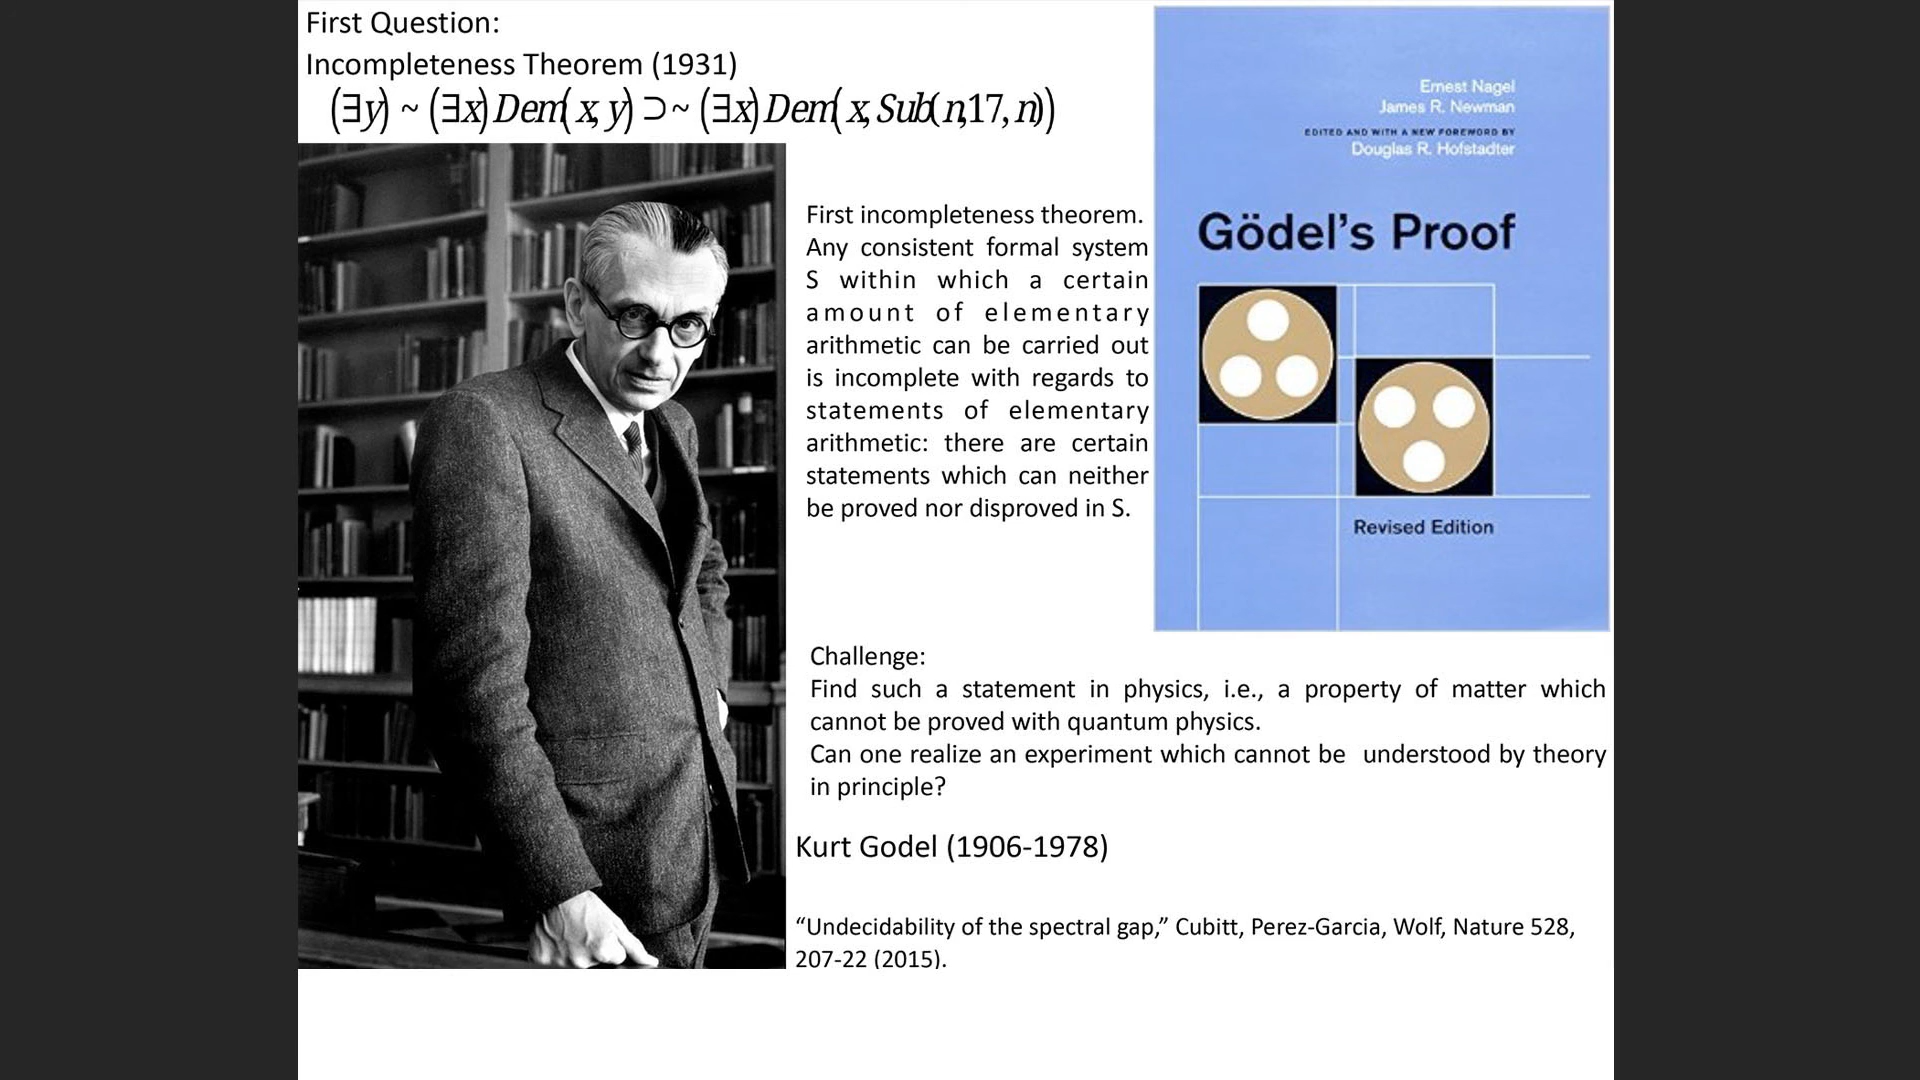 First Question:
Incompleteness Theorem (1931)
(∃y) ~ (∃x) Dem(x, y) ⊃ ~ (∃x) Dem(x, Sub(n,17, n))
Ernest Nagel
James R. Newman
EDITED AND WITH A NEW FOREWORD BY
Douglas R. Hofstadter
Gödel's Proof
Revised Edition
First incompleteness theorem.
Any consistent formal system
S within which a certain
amount of elementary
arithmetic can be carried out
is incomplete with regards to
statements of elementary
arithmetic: there are certain
statements which can neither
be proved nor disproved in S.
Challenge:
Find such a statement in physics, i.e., a property of matter which
cannot be proved with quantum physics.
Can one realize an experiment which cannot be understood by theory
in principle?
Kurt Godel (1906-1978)
“Undecidability of the spectral gap,” Cubitt, Perez-Garcia, Wolf, Nature 528,
207-22 (2015).